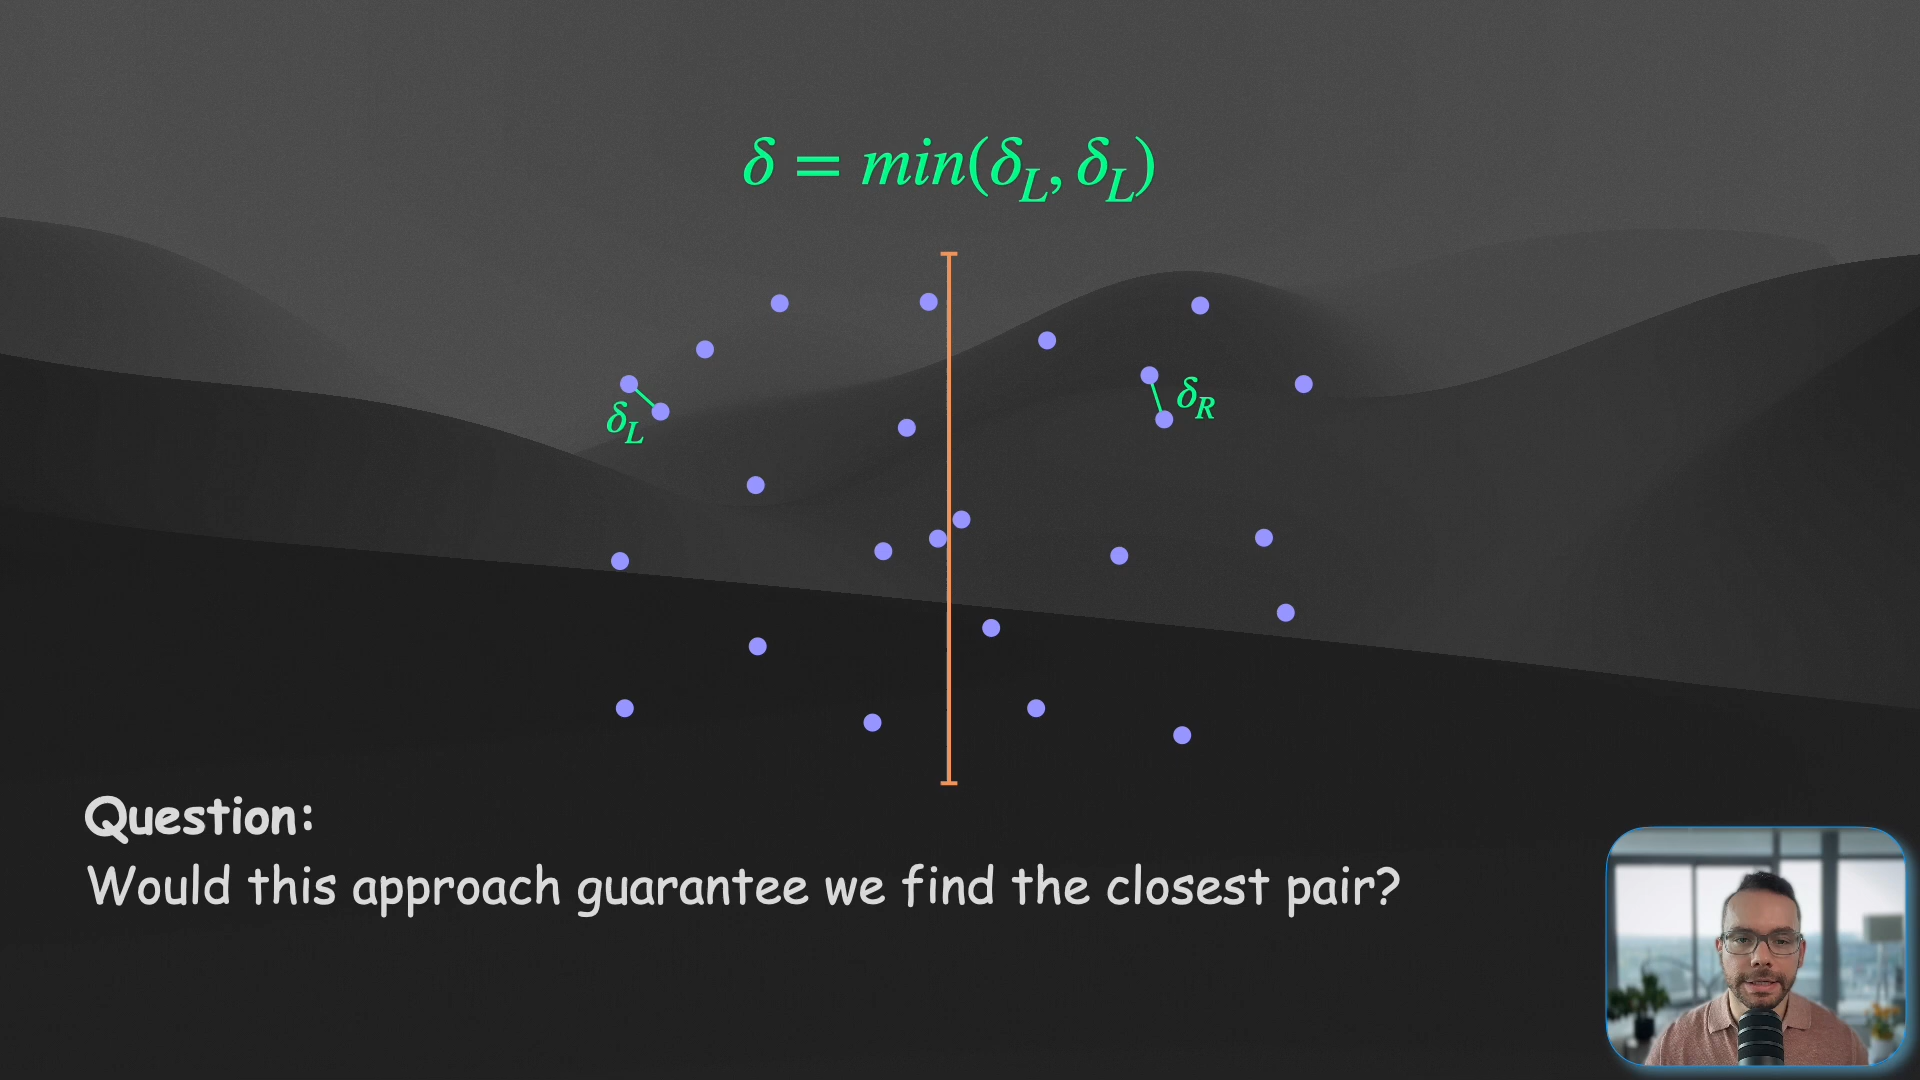 δ = min(δ_L, δ_L)
δ_L
δ_R
Question:
Would this approach guarantee we find the closest pair?